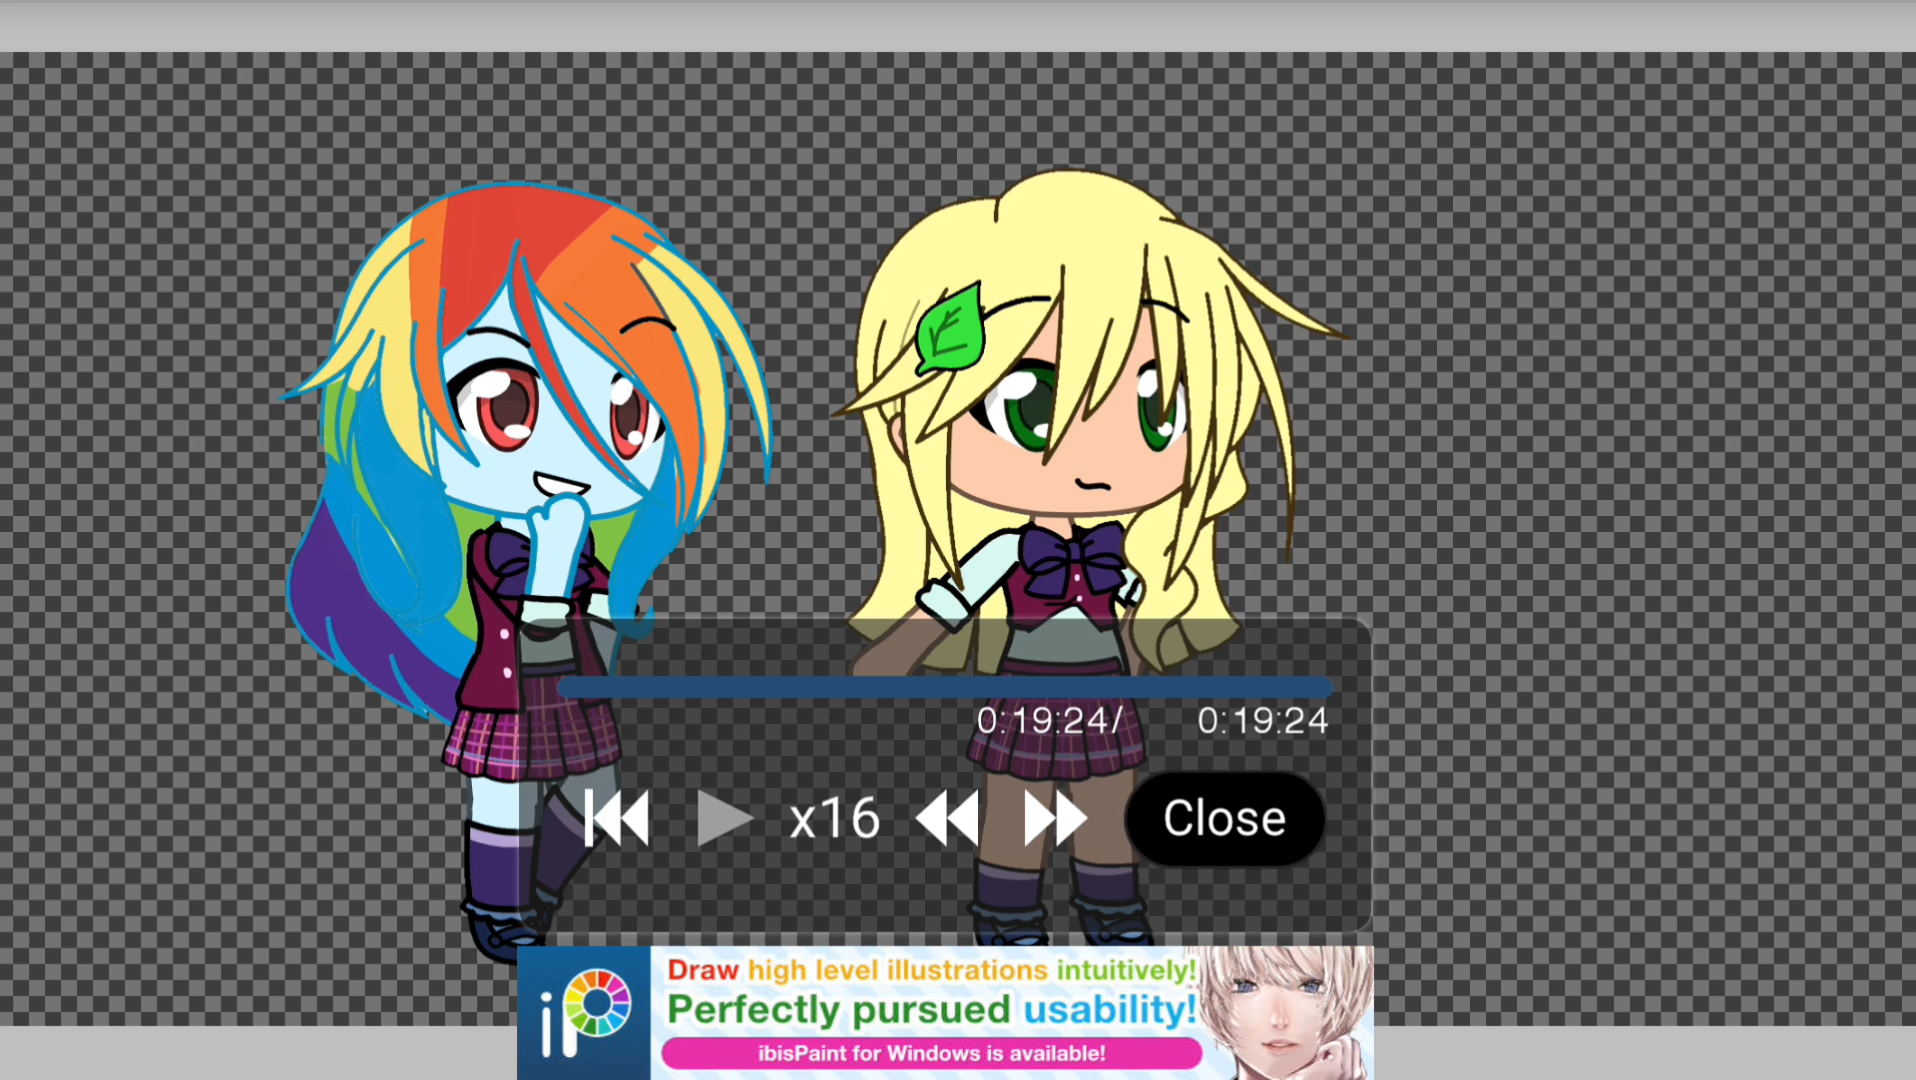 0:19:24/ 0:19:24
x16
Close
iP
Draw high level illustrations intuitively!
Perfectly pursued usability!
ibisPaint for Windows is available!